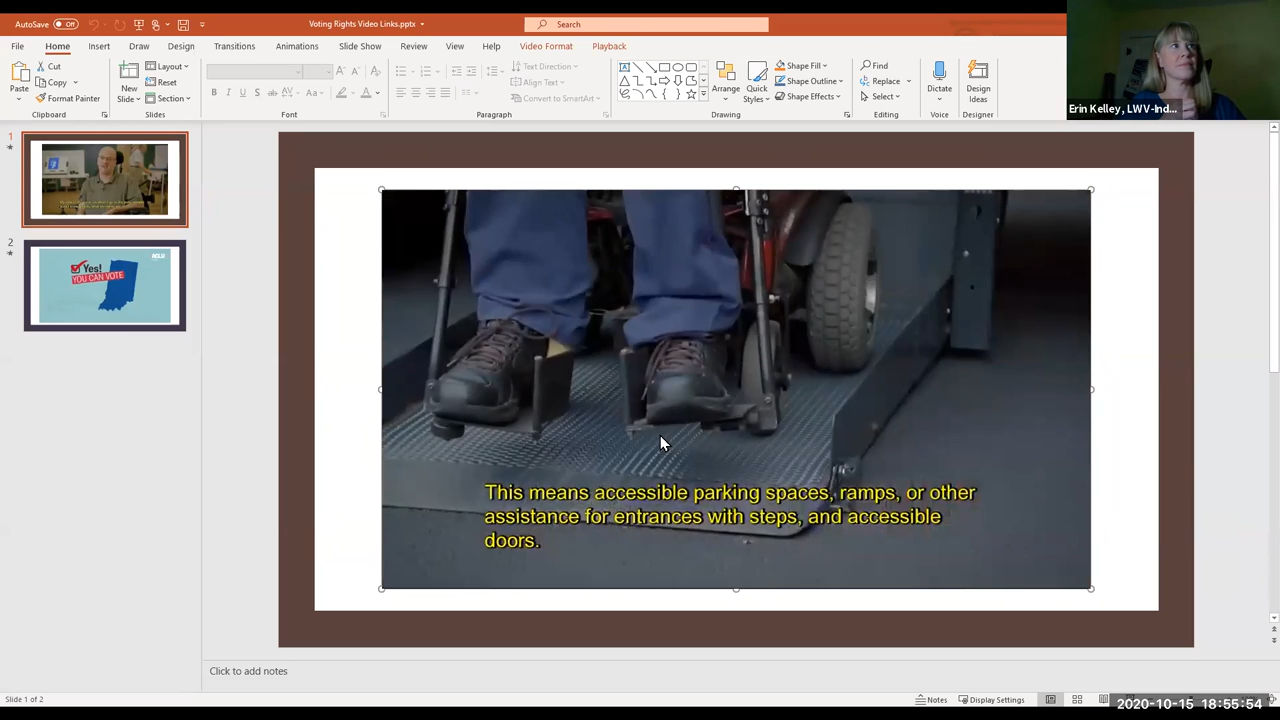 AutoSave Off
Voting Rights Video Links.pptx
Search
File Home Insert Draw Design Transitions Animations Slide Show Review View Help Video Format Playback
Paste
Cut
Copy
Format Painter
Clipboard
New Slide
Layout
Reset
Section
Slides
B I U S
Aa
A
Font
Text Direction
Align Text
Convert to SmartArt
Paragraph
Arrange
Quick Styles
Shape Fill
Shape Outline
Shape Effects
Drawing
Find
Replace
Select
Editing
Dictate
Voice
Design Ideas
Designer
Erin Kelley, LWV-Ind...
1
2
Yes!
YOU CAN VOTE
ACLU
This means accessible parking spaces, ramps, or other
assistance for entrances with steps, and accessible
doors.
Click to add notes
Slide 1 of 2
Notes
Display Settings
2020-10-15 18:55:54